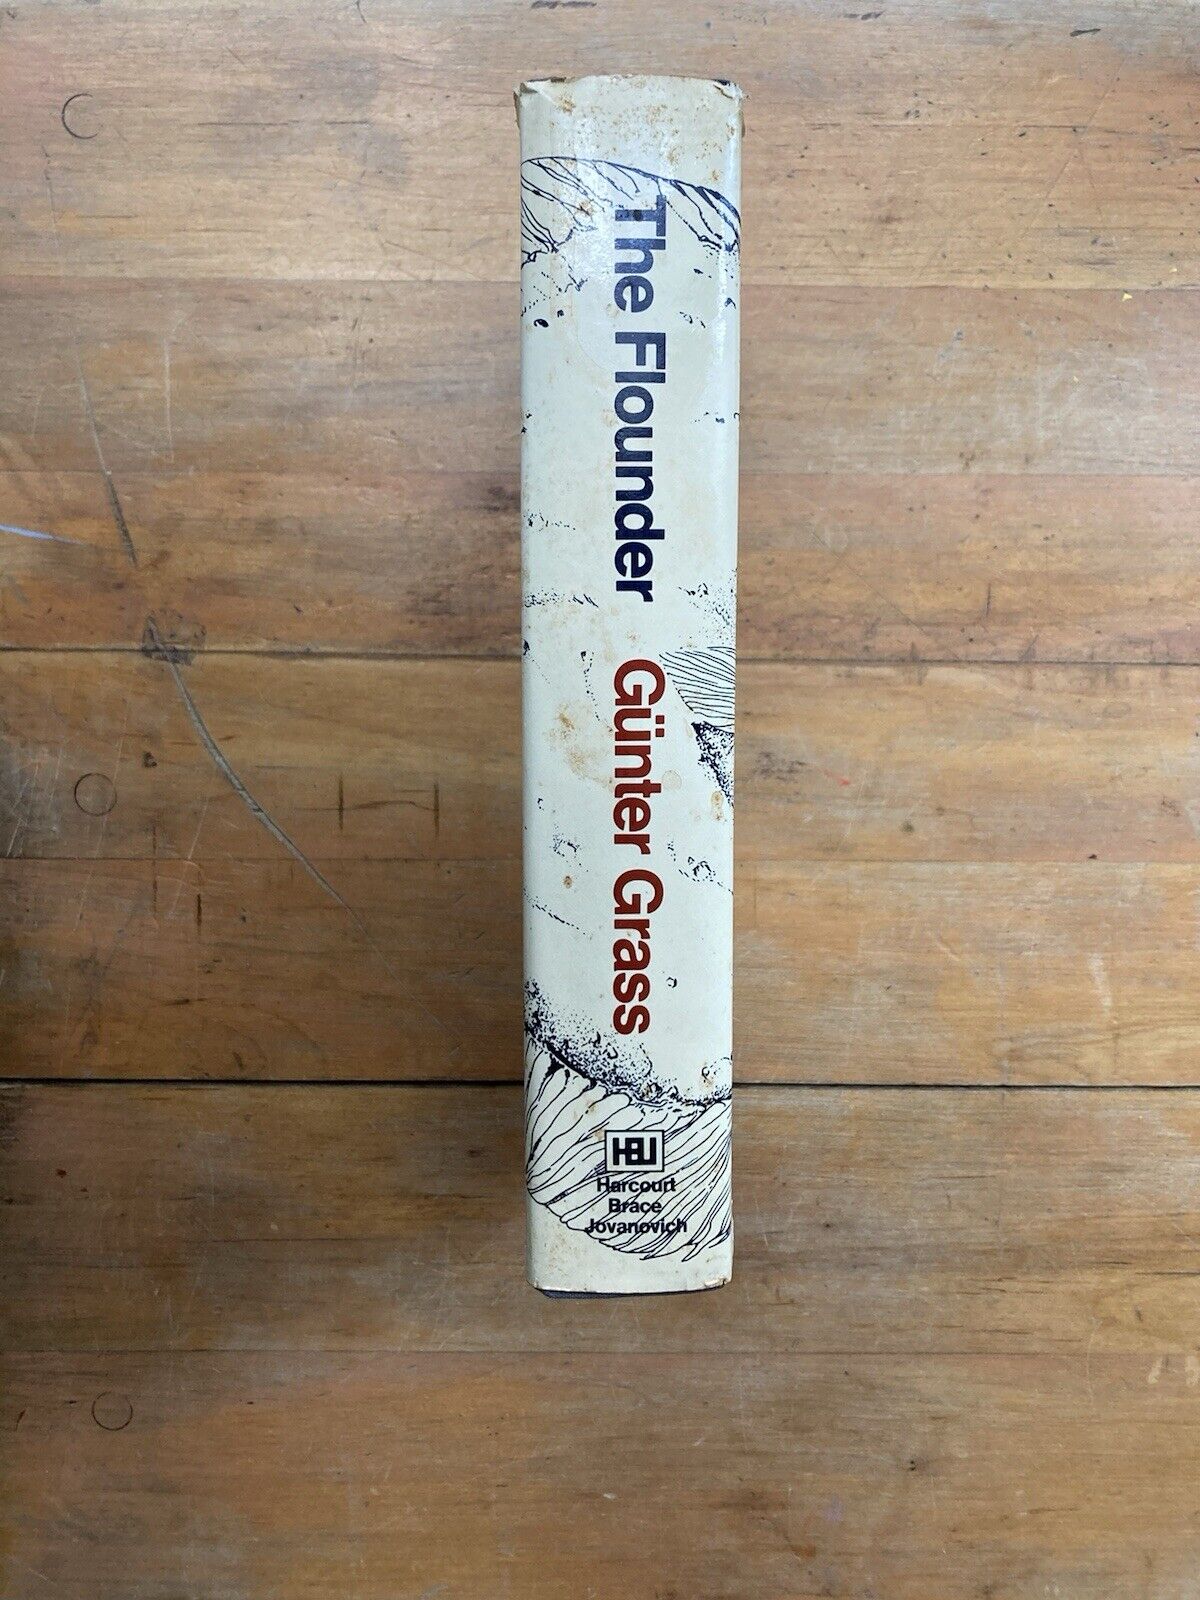 The Flounder
Günter Grass
HBJ
Harcourt
Brace
Jovanovich